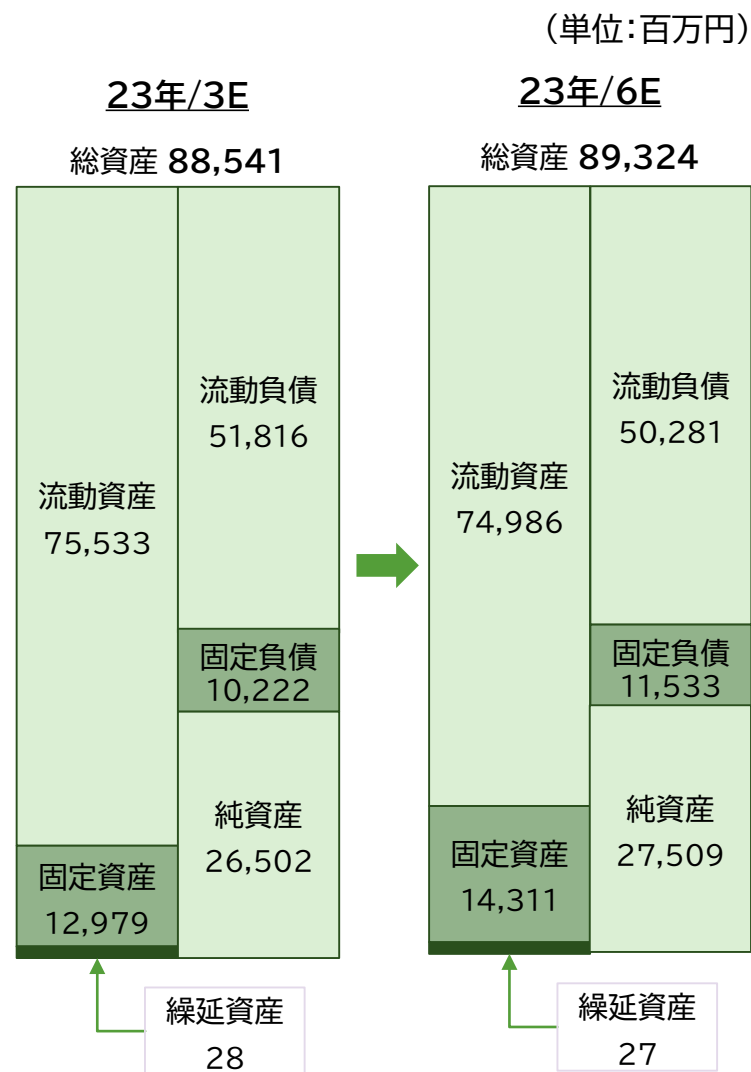 (単位:百万円)
23年/3E
総資産 88,541
流動資産
75,533
流動負債
51,816
固定負債
10,222
純資産
26,502
固定資産
12,979
繰延資産
28
23年/6E
総資産 89,324
流動資産
74,986
流動負債
50,281
固定負債
11,533
純資産
27,509
固定資産
14,311
繰延資産
27